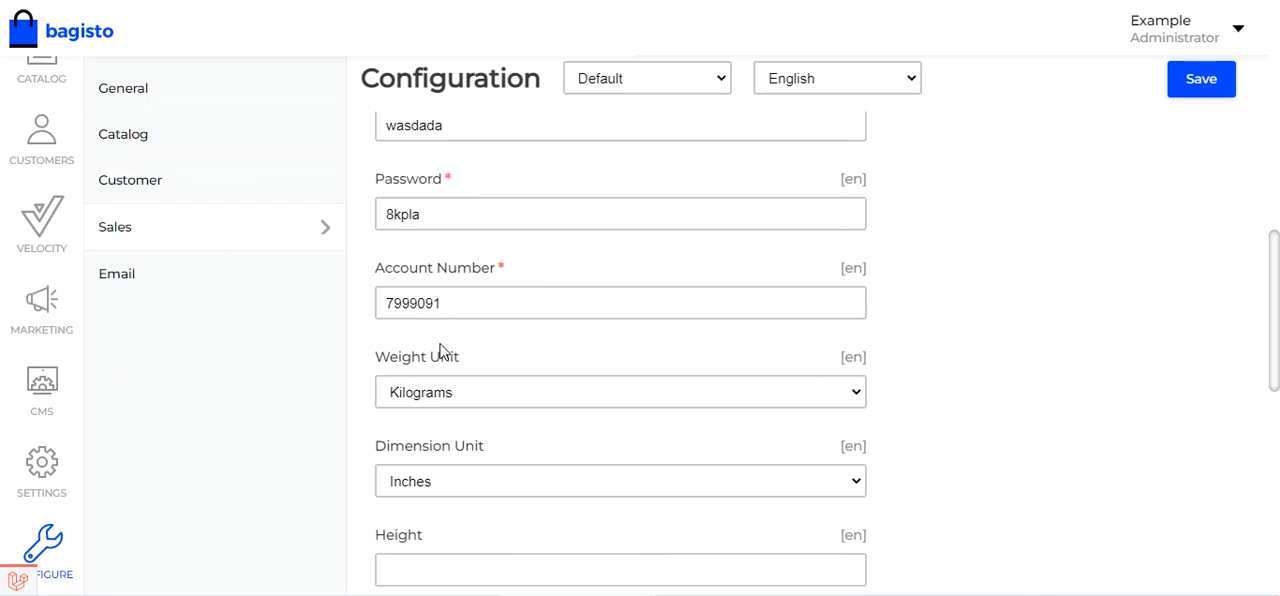 bagisto
Example
Administrator
CATALOG
CUSTOMERS
VELOCITY
MARKETING
CMS
SETTINGS
FIGURE
General
Catalog
Customer
Sales
Email
Configuration
Default
English
Save
wasdada
Password * [en]
8kpla
Account Number * [en]
7999091
Weight Unit [en]
Kilograms
Dimension Unit [en]
Inches
Height [en]